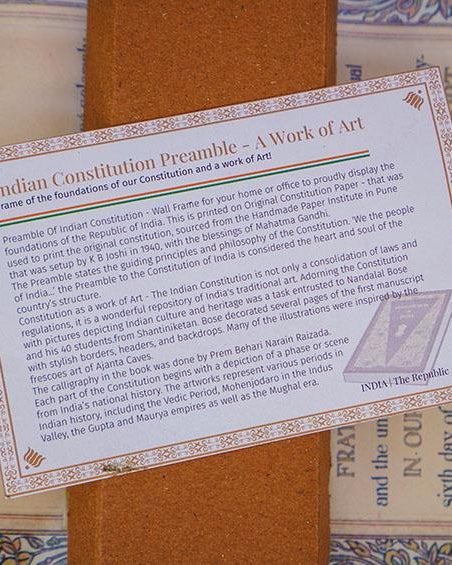 Indian Constitution Preamble - A Work of Art
rame of the foundations of our Constitution and a work of Art!
Preamble Of Indian Constitution - Wall Frame for your home or office to proudly display the
foundations of the Republic of India. This is printed on Original Constitution Paper - that was
used to print the original constitution, sourced from the Handmade Paper Institute in Pune
that was setup by K B Joshi in 1940, with the blessings of Mahatma Gandhi.
The Preamble states the guiding principles and philosophy of the Constitution. 'We the people
of India...' the Preamble to the Constitution of India is considered the heart and soul of the
country's structure.
Constitution as a work of Art - The Indian Constitution is not only a consolidation of laws and
regulations, it is a wonderful repository of India's traditional art. Adorning the Constitution
with pictures depicting Indian culture and heritage was a task entrusted to Nandalal Bose
and his 40 students.from Shantiniketan. Bose decorated several pages of the first manuscript
with stylish borders, headers, and backdrops. Many of the illustrations were inspired by the
frescoes art of Ajanta Caves.
The calligraphy in the book was done by Prem Behari Narain Raizada.
Each part of the Constitution begins with a depiction of a phase or scene
from India's national history. The artworks represent various periods in
Indian history, including the Vedic Period, Mohenjodaro in the Indus
Valley, the Gupta and Maurya empires as well as the Mughal era.
INDIA | The Republic
FRAT
and the un
IN OUR
sixth day of